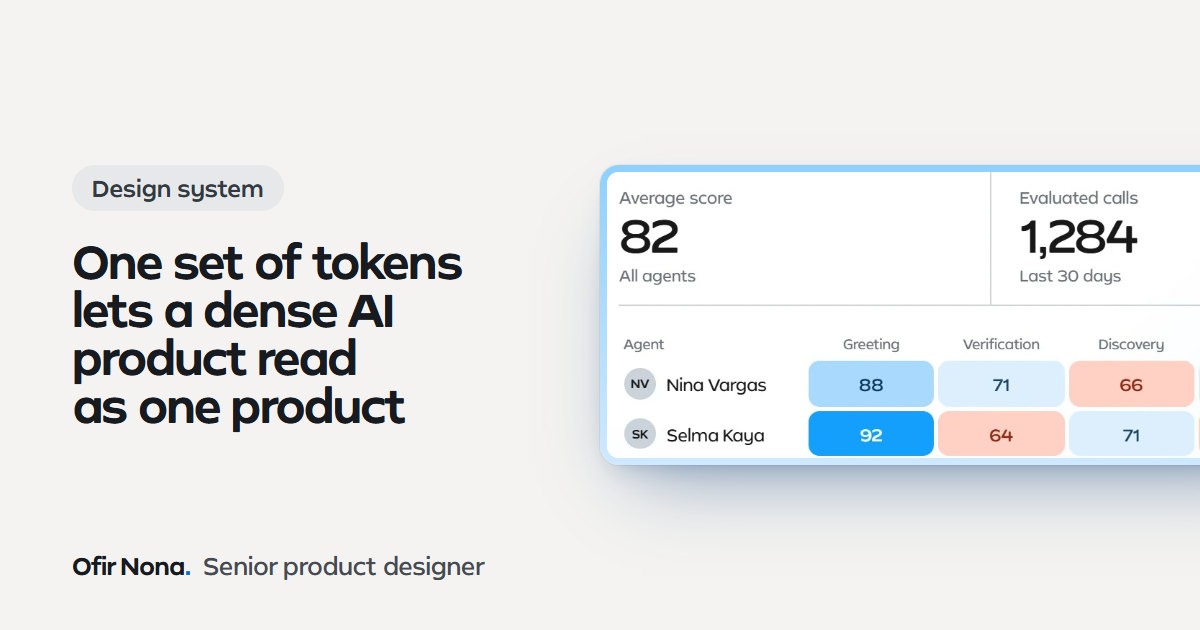 Design system
One set of tokens
lets a dense AI
product read
as one product
Ofir Nona. Senior product designer
Average score
82
All agents
Evaluated calls
1,284
Last 30 days
Agent Greeting Verification Discovery
NV Nina Vargas 88 71 66
SK Selma Kaya 92 64 71